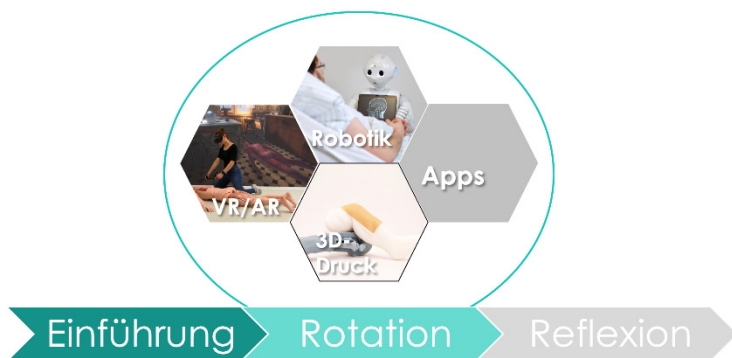 Robotik
Apps
VR/AR
3D-
Druck
Einführung
Rotation
Reflexion